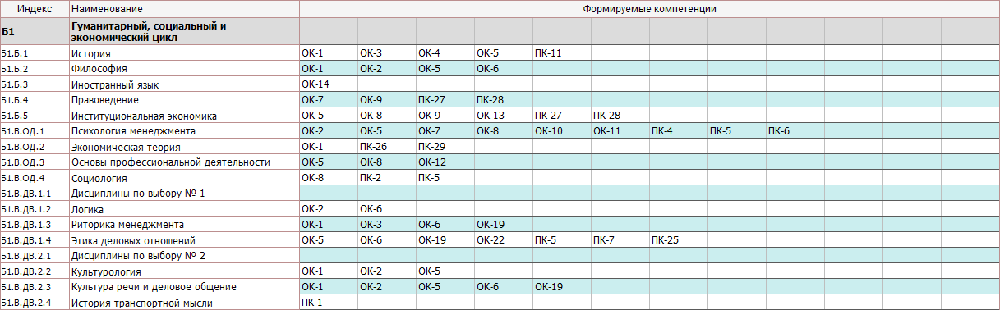 Индекс Наименование Формируемые компетенции
Б1 Гуманитарный, социальный и
экономический цикл
Б1.Б.1 История ОК-1 ОК-3 ОК-4 ОК-5 ПК-11
Б1.Б.2 Философия ОК-1 ОК-2 ОК-5 ОК-6
Б1.Б.3 Иностранный язык ОК-14
Б1.Б.4 Правоведение ОК-7 ОК-9 ПК-27 ПК-28
Б1.Б.5 Институциональная экономика ОК-5 ОК-8 ОК-9 ОК-13 ПК-27 ПК-28
Б1.В.ОД.1 Психология менеджмента ОК-2 ОК-5 ОК-7 ОК-8 ОК-10 ОК-11 ПК-4 ПК-5 ПК-6
Б1.В.ОД.2 Экономическая теория ОК-1 ПК-26 ПК-29
Б1.В.ОД.3 Основы профессиональной деятельности ОК-5 ОК-8 ОК-12
Б1.В.ОД.4 Социология ОК-8 ПК-2 ПК-5
Б1.В.ДВ.1.1 Дисциплины по выбору № 1
Б1.В.ДВ.1.2 Логика ОК-2 ОК-6
Б1.В.ДВ.1.3 Риторика менеджмента ОК-1 ОК-3 ОК-6 ОК-19
Б1.В.ДВ.1.4 Этика деловых отношений ОК-5 ОК-6 ОК-19 ОК-22 ПК-5 ПК-7 ПК-25
Б1.В.ДВ.2.1 Дисциплины по выбору № 2
Б1.В.ДВ.2.2 Культурология ОК-1 ОК-2 ОК-5
Б1.В.ДВ.2.3 Культура речи и деловое общение ОК-1 ОК-2 ОК-5 ОК-6 ОК-19
Б1.В.ДВ.2.4 История транспортной мысли ПК-1